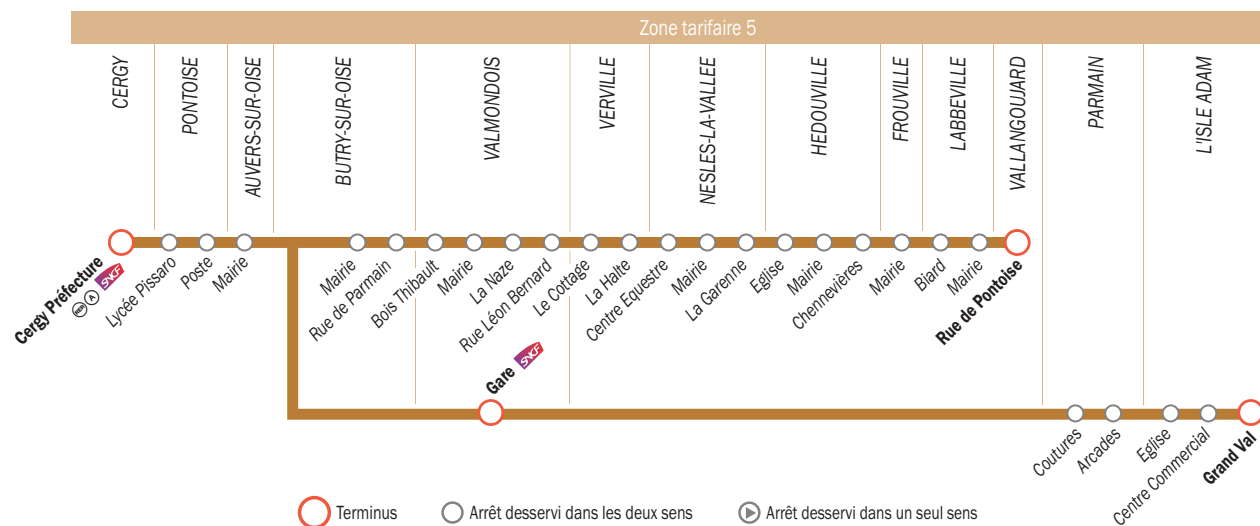 Zone tarifaire 5
CERGY
PONTOISE
AUVERS-SUR-OISE
BUTRY-SUR-OISE
VALMONDOIS
VERVILLE
NESLES-LA-VALLEE
HEDOUVILLE
FROUVILLE
LABBEVILLE
VALLANGOUJARD
PARMAIN
L'ISLE ADAM
Cergy Préfecture
RER A SNCF
Lycée Pissaro
Poste
Mairie
Mairie
Rue de Parmain
Bois Thibault
Mairie
La Naze
Rue Léon Bernard
Le Cottage
La Halte
Centre Equestre
Mairie
La Garenne
Eglise
Mairie
Chennevières
Mairie
Biard
Mairie
Rue de Pontoise
Gare SNCF
Coutures
Arcades
Eglise
Centre Commercial
Grand Val
Terminus
Arrêt desservi dans les deux sens
Arrêt desservi dans un seul sens